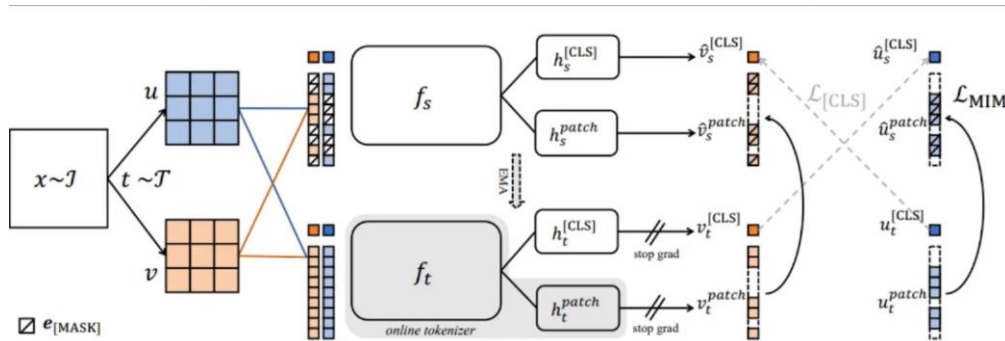 u
x~ℐ
t ~𝒯
v
e[MASK]
f_s
h_s^[CLS]
h_s^patch
v̂_s^[CLS]
v̂_s^patch
û_s^[CLS]
û_s^patch
ℒ_[CLS]
ℒ_MIM
EMA
f_t
h_t^[CLS]
h_t^patch
stop grad
stop grad
online tokenizer
v_t^[CLS]
v_t^patch
u_t^[CLS]
u_t^patch